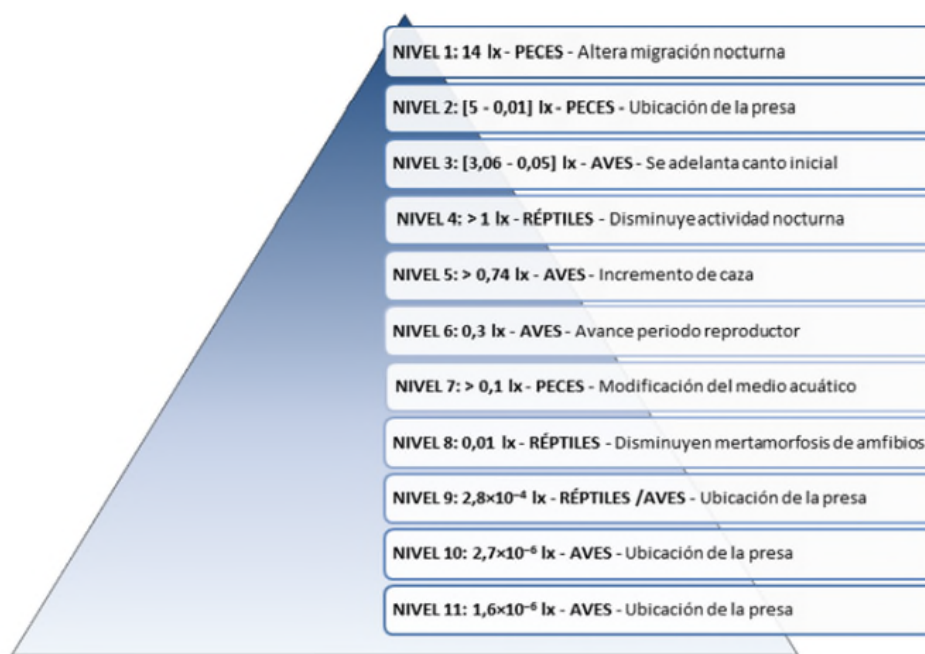 NIVEL 1: 14 lx - PECES - Altera migración nocturna
NIVEL 2: [5 - 0,01] lx - PECES - Ubicación de la presa
NIVEL 3: [3,06 - 0,05] lx - AVES - Se adelanta canto inicial
NIVEL 4: > 1 lx - RÉPTILES - Disminuye actividad nocturna
NIVEL 5: > 0,74 lx - AVES - Incremento de caza
NIVEL 6: 0,3 lx - AVES - Avance periodo reproductor
NIVEL 7: > 0,1 lx - PECES - Modificación del medio acuático
NIVEL 8: 0,01 lx - RÉPTILES - Disminuyen mertamorfosis de amfibios
NIVEL 9: 2,8×10⁻⁴ lx - RÉPTILES /AVES - Ubicación de la presa
NIVEL 10: 2,7×10⁻⁶ lx - AVES - Ubicación de la presa
NIVEL 11: 1,6×10⁻⁶ lx - AVES - Ubicación de la presa